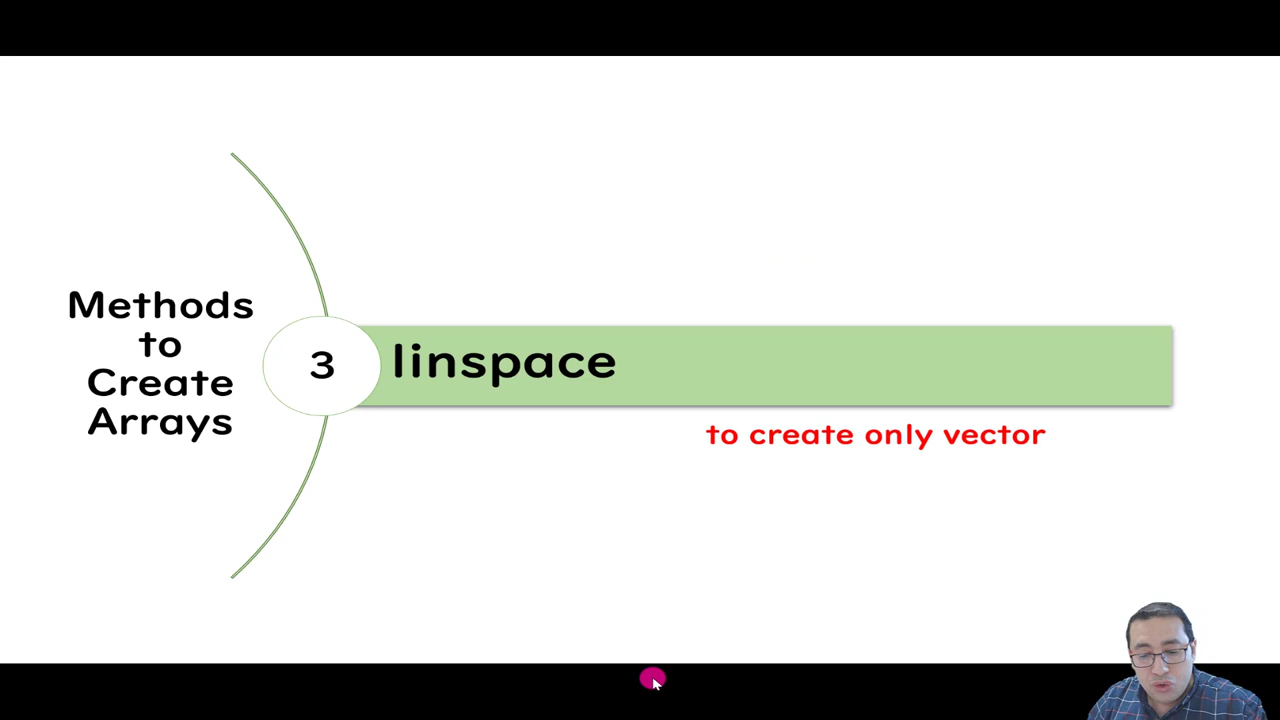 Methods
to
Create
Arrays
3
linspace
to create only vector